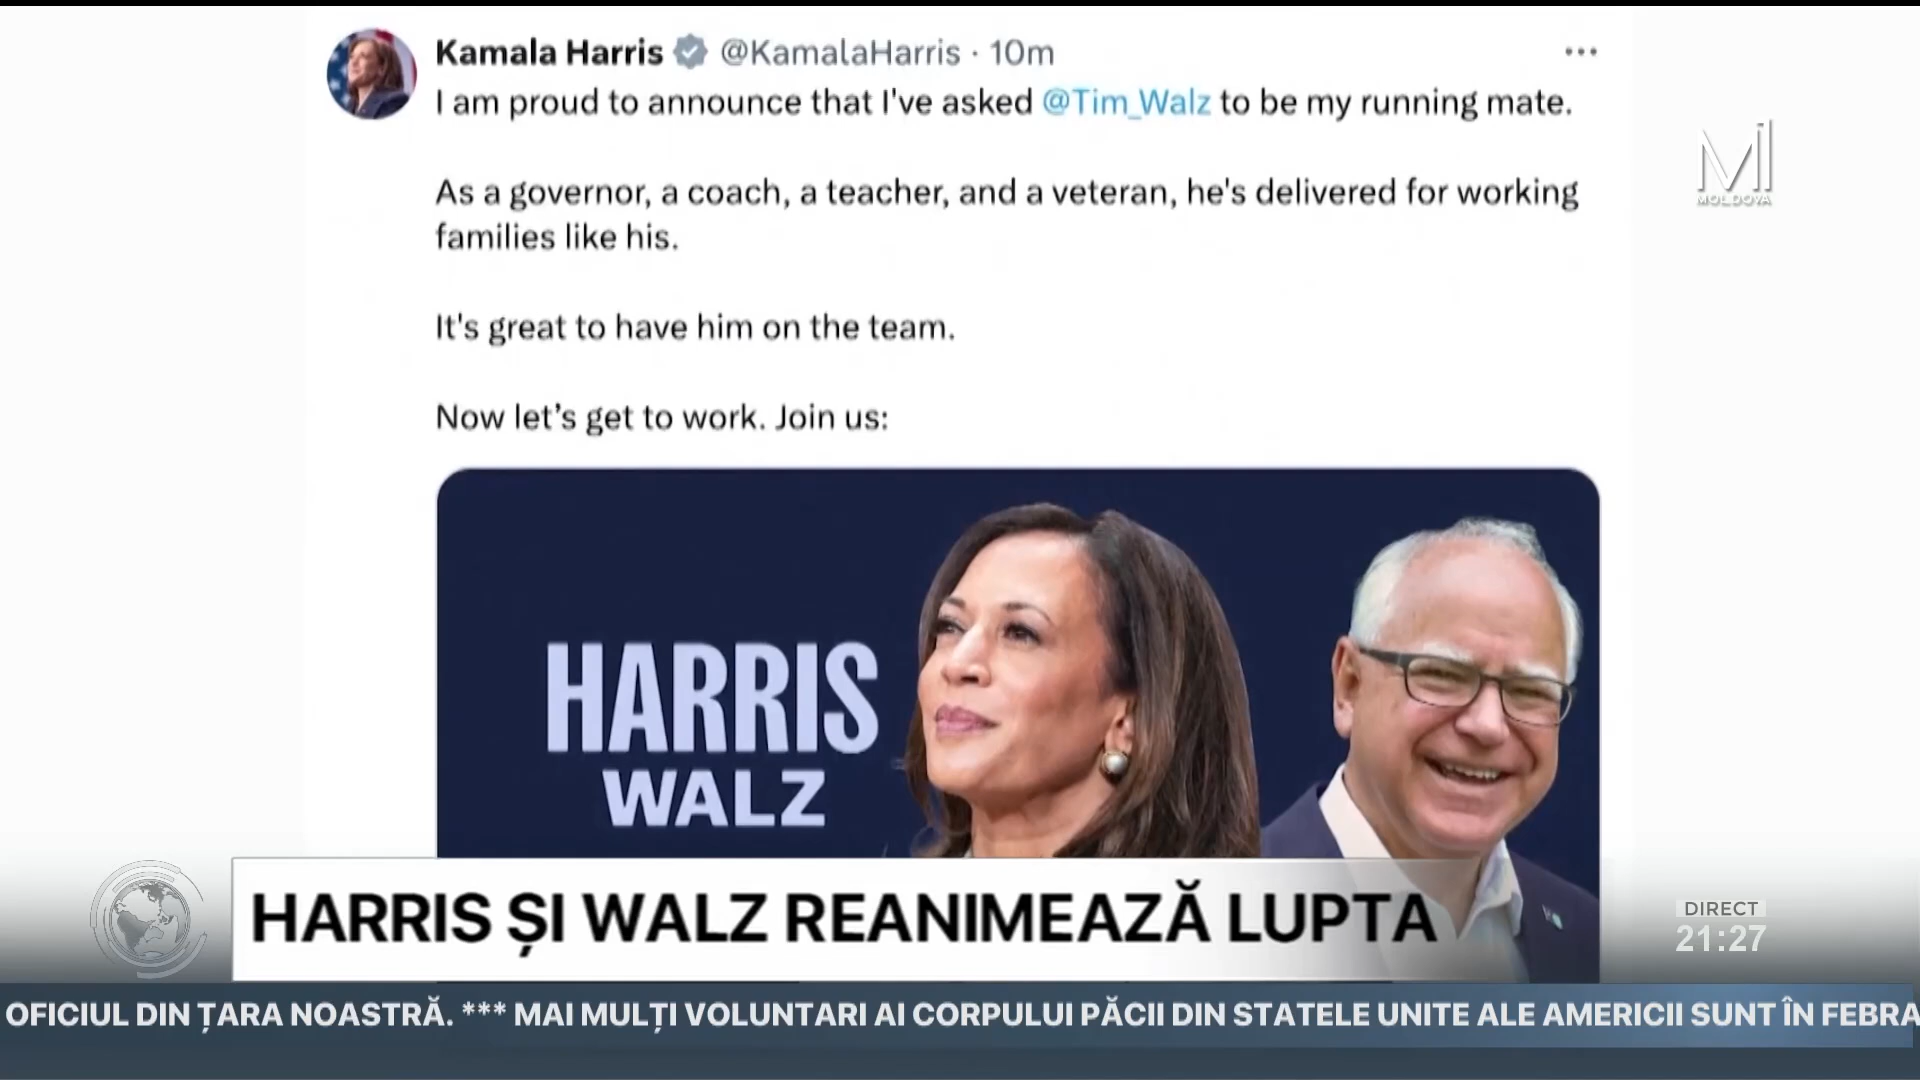 Kamala Harris @KamalaHarris · 10m
I am proud to announce that I've asked @Tim_Walz to be my running mate.
As a governor, a coach, a teacher, and a veteran, he's delivered for working
families like his.
It's great to have him on the team.
Now let’s get to work. Join us:
M1
MOLDOVA
HARRIS
WALZ
HARRIS ȘI WALZ REANIMEAZĂ LUPTA
DIRECT
21:27
OFICIUL DIN ȚARA NOASTRĂ. *** MAI MULȚI VOLUNTARI AI CORPULUI PĂCII DIN STATELE UNITE ALE AMERICII SUNT ÎN FEBRA